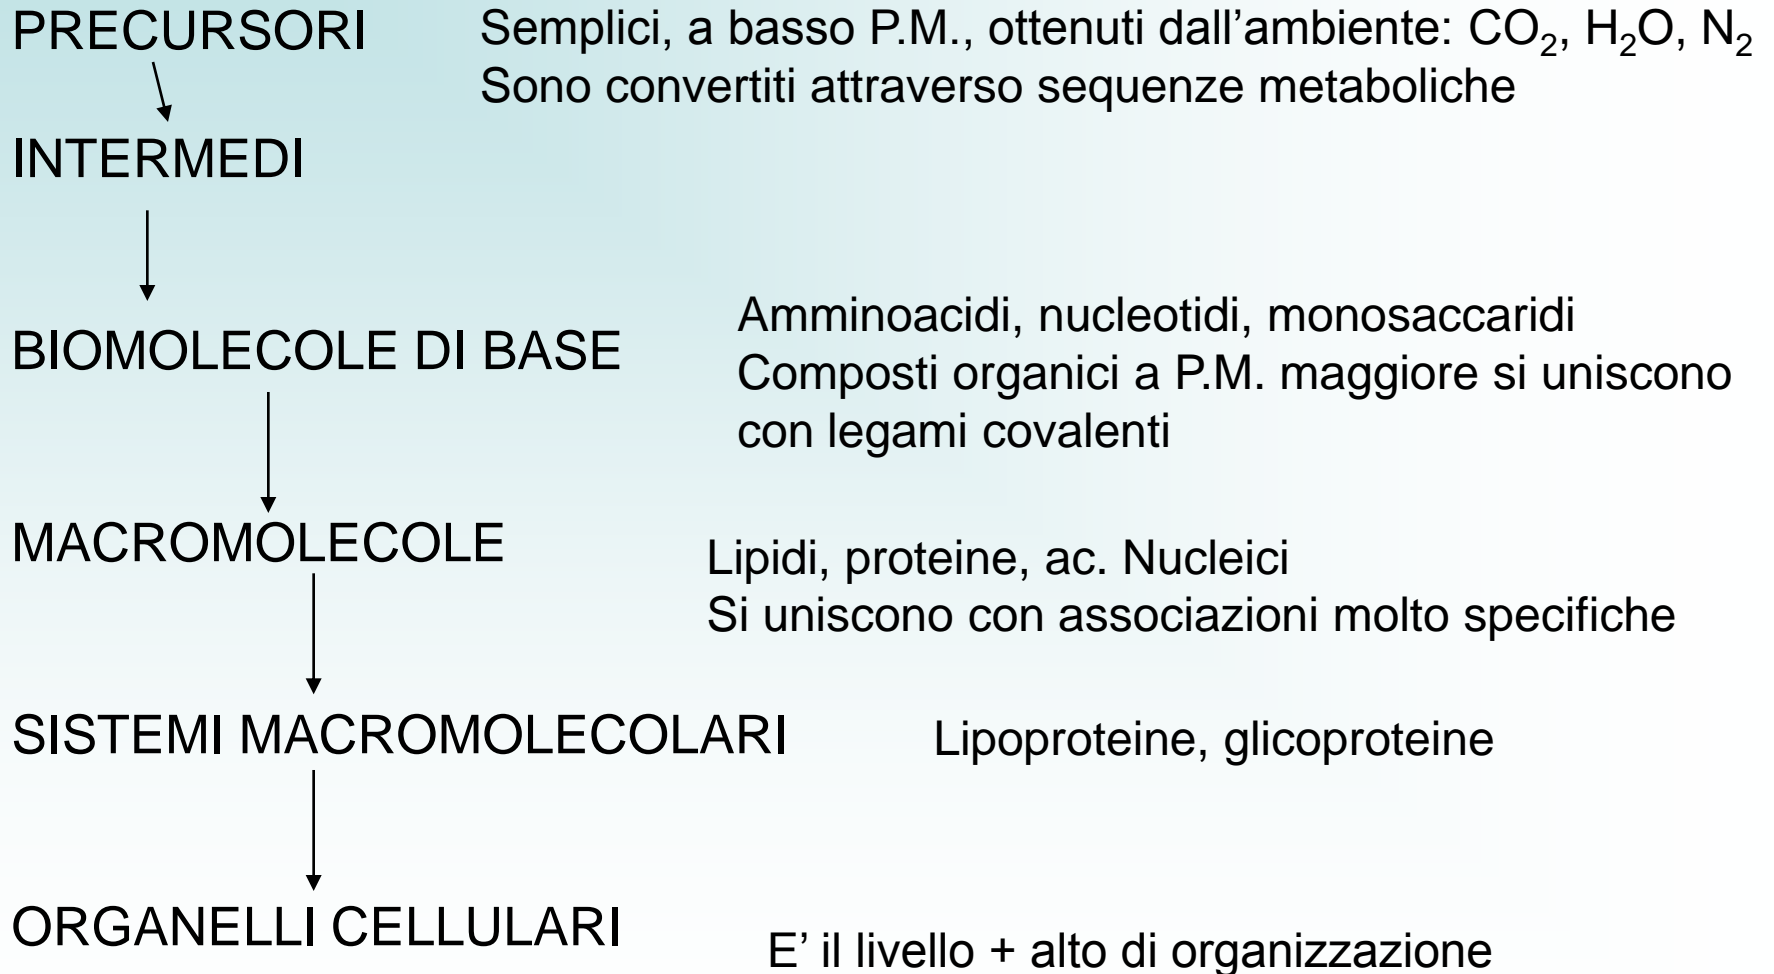 PRECURSORI
Semplici, a basso P.M., ottenuti dall’ambiente: CO₂, H₂O, N₂
Sono convertiti attraverso sequenze metaboliche
INTERMEDI
BIOMOLECOLE DI BASE
Amminoacidi, nucleotidi, monosaccaridi
Composti organici a P.M. maggiore si uniscono
con legami covalenti
MACROMOLECOLE
Lipidi, proteine, ac. Nucleici
Si uniscono con associazioni molto specifiche
SISTEMI MACROMOLECOLARI
Lipoproteine, glicoproteine
ORGANELLI CELLULARI
E’ il livello + alto di organizzazione